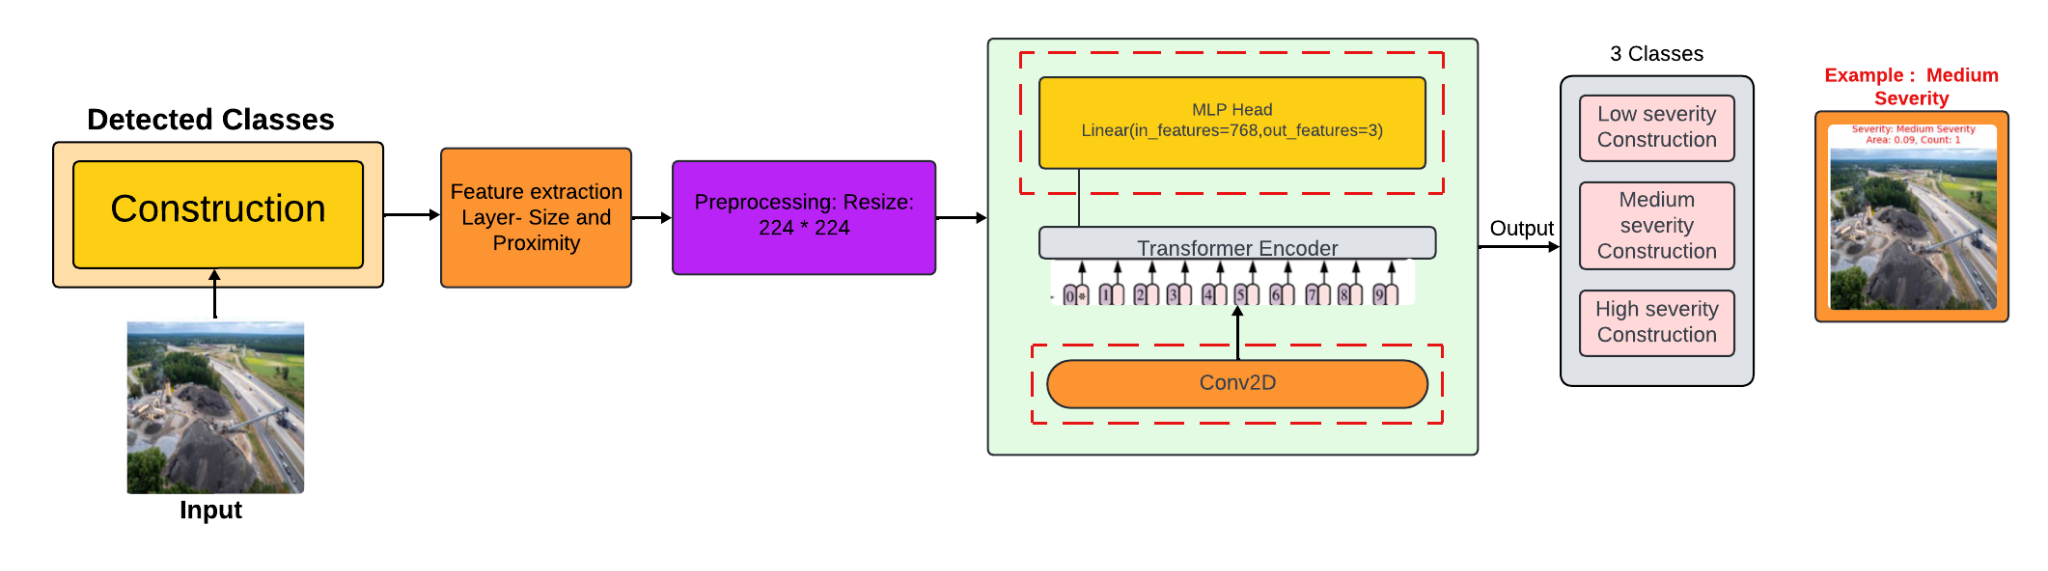 Detected Classes
Construction
Input
Feature extraction
Layer- Size and
Proximity
Preprocessing: Resize:
224 * 224
MLP Head
Linear(in_features=768,out_features=3)
Transformer Encoder
0 * 1 2 3 4 5 6 7 8 9
Conv2D
Output
3 Classes
Low severity
Construction
Medium
severity
Construction
High severity
Construction
Example : Medium
Severity
Severity: Medium Severity
Area: 0.09, Count: 1